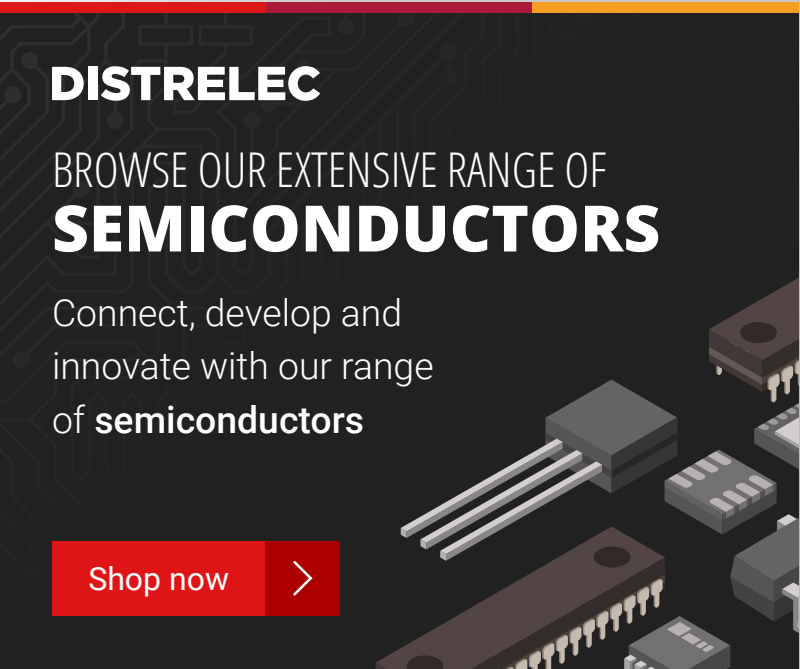 DISTRELEC
BROWSE OUR EXTENSIVE RANGE OF
SEMICONDUCTORS
Connect, develop and
innovate with our range
of semiconductors
Shop now